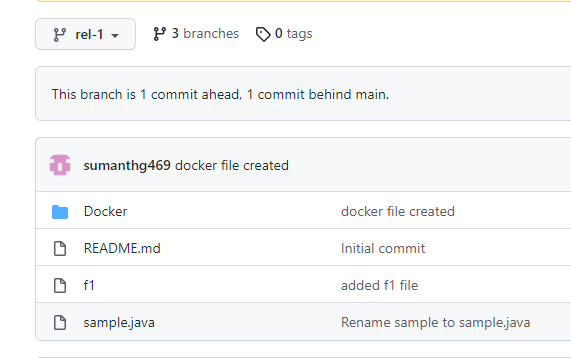 rel-1 3 branches 0 tags
This branch is 1 commit ahead, 1 commit behind main.
sumanthg469 docker file created
Docker docker file created
README.md Initial commit
f1 added f1 file
sample.java Rename sample to sample.java